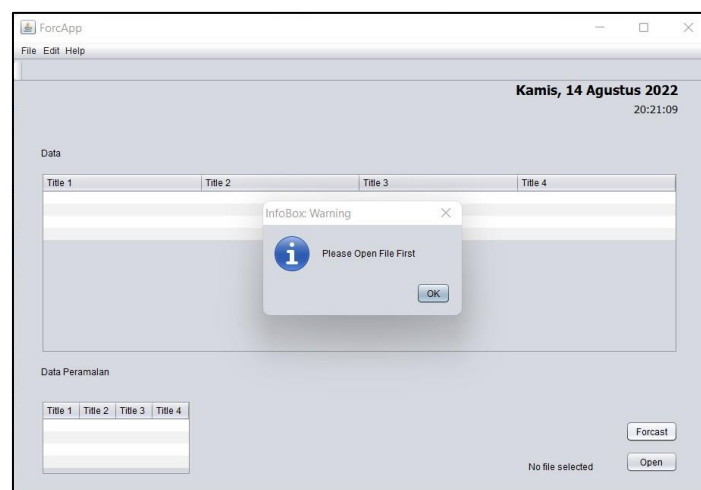 ForcApp
File Edit Help
Kamis, 14 Agustus 2022
20:21:09
Data
Title 1 Title 2 Title 3 Title 4
InfoBox: Warning
Please Open File First
OK
Data Peramalan
Title 1 Title 2 Title 3 Title 4
Forcast
No file selected Open